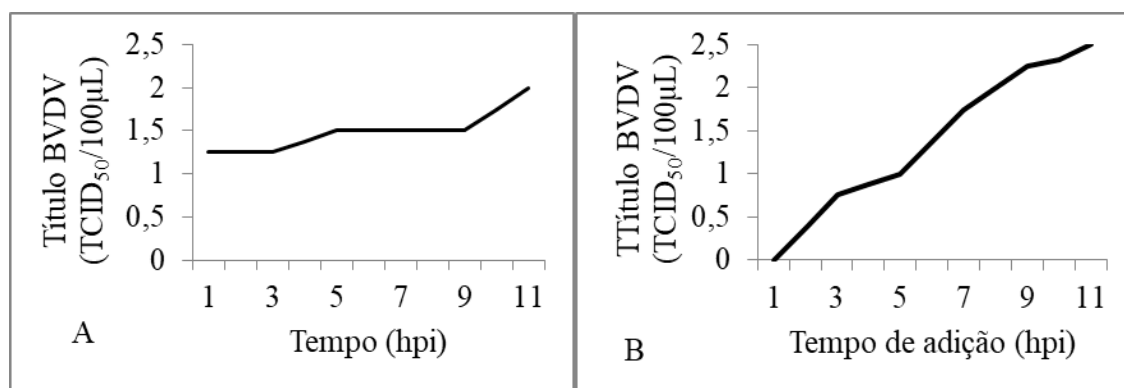 Título BVDV
(TCID₅₀/100µL)
2,5
2
1,5
1
0,5
0
1 3 5 7 9 11
Tempo (hpi)
A
TTítulo BVDV
(TCID₅₀/100µL)
2,5
2
1,5
1
0,5
0
1 3 5 7 9 11
Tempo de adição (hpi)
B